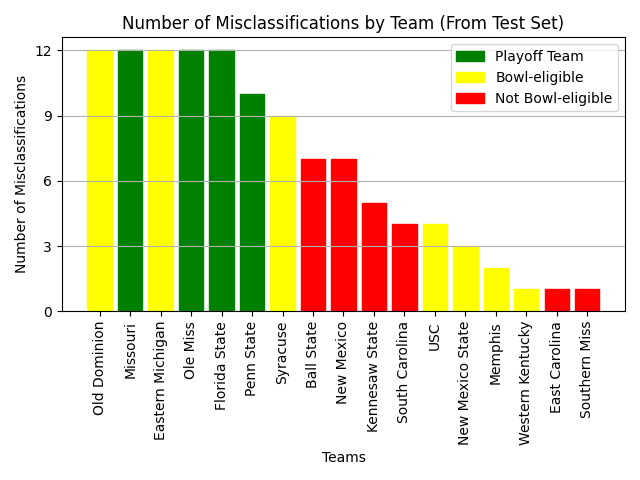 Number of Misclassifications by Team (From Test Set)
Number of Misclassifications
12
9
6
3
0
Playoff Team
Bowl-eligible
Not Bowl-eligible
Old Dominion
Missouri
Eastern Michigan
Ole Miss
Florida State
Penn State
Syracuse
Ball State
New Mexico
Kennesaw State
South Carolina
USC
New Mexico State
Memphis
Western Kentucky
East Carolina
Southern Miss
Teams